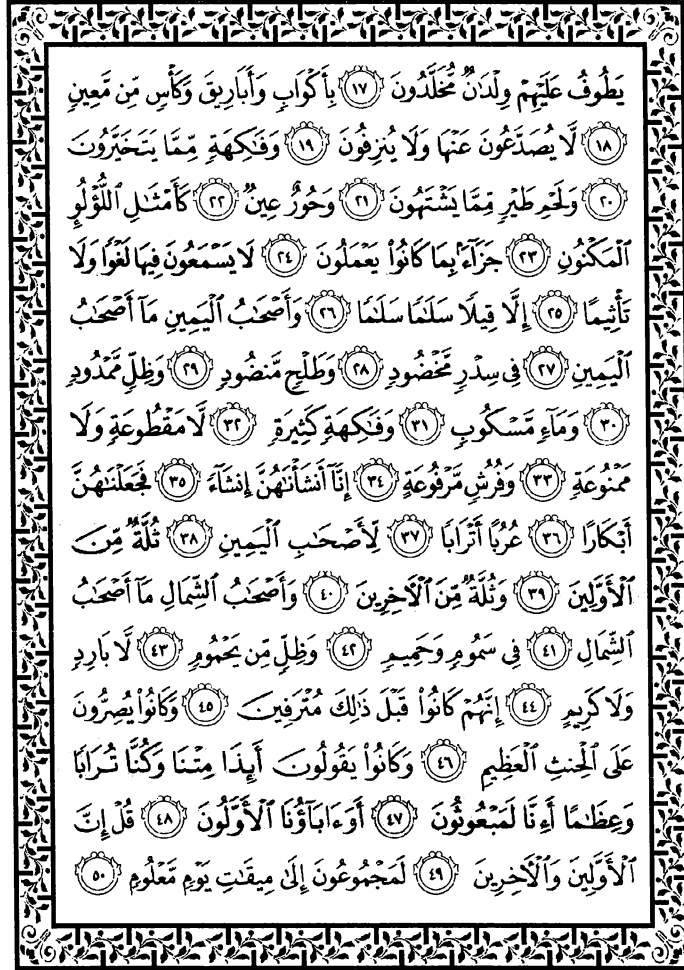 يَطُوفُ عَلَيْهِمْ وِلْدَٰنٌ مُّخَلَّدُونَ ﴿١٧﴾ بِأَكْوَابٍ وَأَبَارِيقَ وَكَأْسٍ مِّن مَّعِينٍ
﴿١٨﴾ لَّا يُصَدَّعُونَ عَنْهَا وَلَا يُنزِفُونَ ﴿١٩﴾ وَفَٰكِهَةٍ مِّمَّا يَتَخَيَّرُونَ
﴿٢٠﴾ وَلَحْمِ طَيْرٍ مِّمَّا يَشْتَهُونَ ﴿٢١﴾ وَحُورٌ عِينٌ ﴿٢٢﴾ كَأَمْثَٰلِ ٱللُّؤْلُؤِ
ٱلْمَكْنُونِ ﴿٢٣﴾ جَزَآءًۢ بِمَا كَانُوا۟ يَعْمَلُونَ ﴿٢٤﴾ لَا يَسْمَعُونَ فِيهَا لَغْوًا وَلَا
تَأْثِيمًا ﴿٢٥﴾ إِلَّا قِيلًا سَلَٰمًا سَلَٰمًا ﴿٢٦﴾ وَأَصْحَٰبُ ٱلْيَمِينِ مَآ أَصْحَٰبُ
ٱلْيَمِينِ ﴿٢٧﴾ فِى سِدْرٍ مَّخْضُودٍ ﴿٢٨﴾ وَطَلْحٍ مَّنضُودٍ ﴿٢٩﴾ وَظِلٍّ مَّمْدُودٍ
﴿٣٠﴾ وَمَآءٍ مَّسْكُوبٍ ﴿٣١﴾ وَفَٰكِهَةٍ كَثِيرَةٍ ﴿٣٢﴾ لَّا مَقْطُوعَةٍ وَلَا
مَمْنُوعَةٍ ﴿٣٣﴾ وَفُرُشٍ مَّرْفُوعَةٍ ﴿٣٤﴾ إِنَّآ أَنشَأْنَٰهُنَّ إِنشَآءً ﴿٣٥﴾ فَجَعَلْنَٰهُنَّ
أَبْكَارًا ﴿٣٦﴾ عُرُبًا أَتْرَابًا ﴿٣٧﴾ لِّأَصْحَٰبِ ٱلْيَمِينِ ﴿٣٨﴾ ثُلَّةٌ مِّنَ
ٱلْأَوَّلِينَ ﴿٣٩﴾ وَثُلَّةٌ مِّنَ ٱلْءَاخِرِينَ ﴿٤٠﴾ وَأَصْحَٰبُ ٱلشِّمَالِ مَآ أَصْحَٰبُ
ٱلشِّمَالِ ﴿٤١﴾ فِى سَمُومٍ وَحَمِيمٍ ﴿٤٢﴾ وَظِلٍّ مِّن يَحْمُومٍ ﴿٤٣﴾ لَّا بَارِدٍ
وَلَا كَرِيمٍ ﴿٤٤﴾ إِنَّهُمْ كَانُوا۟ قَبْلَ ذَٰلِكَ مُتْرَفِينَ ﴿٤٥﴾ وَكَانُوا۟ يُصِرُّونَ
عَلَى ٱلْحِنثِ ٱلْعَظِيمِ ﴿٤٦﴾ وَكَانُوا۟ يَقُولُونَ أَئِذَا مِتْنَا وَكُنَّا تُرَابًا
وَعِظَٰمًا أَءِنَّا لَمَبْعُوثُونَ ﴿٤٧﴾ أَوَءَابَآؤُنَا ٱلْأَوَّلُونَ ﴿٤٨﴾ قُلْ إِنَّ
ٱلْأَوَّلِينَ وَٱلْءَاخِرِينَ ﴿٤٩﴾ لَمَجْمُوعُونَ إِلَىٰ مِيقَٰتِ يَوْمٍ مَّعْلُومٍ ﴿٥٠﴾